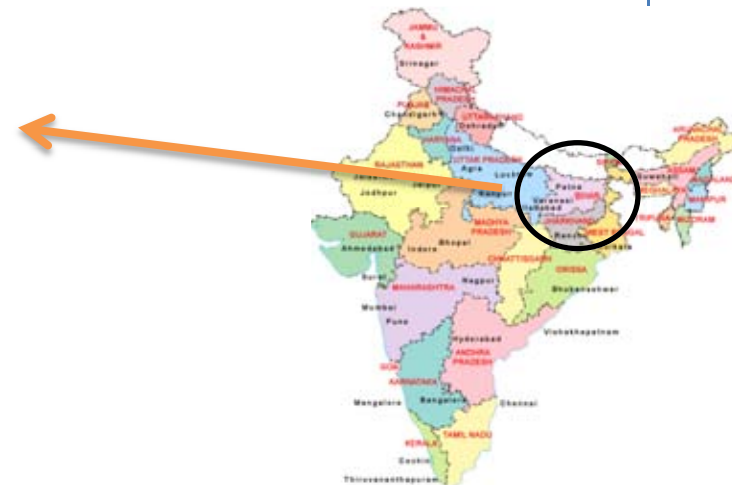 JAMMU
&
KASHMIR
Srinagar
HIMACHAL
PRADESH
PUNJAB
Chandigarh
UTTARANCHAL
Dehradun
HARYANA
Delhi
ARUNACHAL
PRADESH
RAJASTHAN
UTTAR PRADESH
Agra
Lucknow
Jaipur
Kanpur
Jodhpur
Patna
BIHAR
Varanasi
Allahabad
ASSAM
Guwahati
NAGALAND
MEGHALAYA
MANIPUR
TRIPURA
MIZORAM
JHARKHAND
Ranchi
WEST BENGAL
Kolkata
GUJARAT
Ahmedabad
MADHYA
PRADESH
Bhopal
Indore
CHHATTISGARH
Surat
ORISSA
Bhubaneshwar
MAHARASHTRA
Nagpur
Mumbai
Pune
Vishakhapatnam
Hyderabad
ANDHRA
PRADESH
GOA
KARNATAKA
Mangalore
Bangalore
Chennai
TAMIL NADU
KERALA
Cochin
Thiruvananthapuram